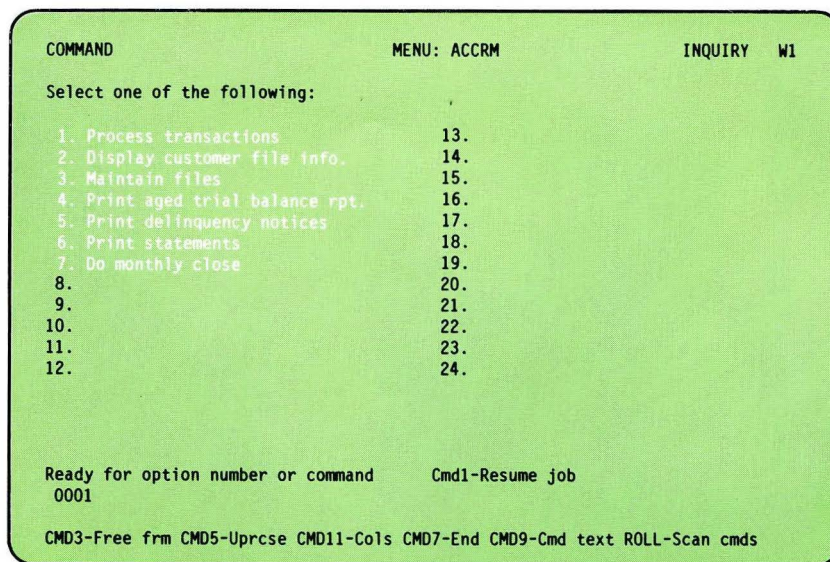 COMMAND MENU: ACCRM INQUIRY W1
Select one of the following:
1. Process transactions 13.
2. Display customer file info. 14.
3. Maintain files 15.
4. Print aged trial balance rpt. 16.
5. Print delinquency notices 17.
6. Print statements 18.
7. Do monthly close 19.
8. 20.
9. 21.
10. 22.
11. 23.
12. 24.
Ready for option number or command Cmd1-Resume job
0001
CMD3-Free frm CMD5-Uprcse CMD11-Cols CMD7-End CMD9-Cmd text ROLL-Scan cmds